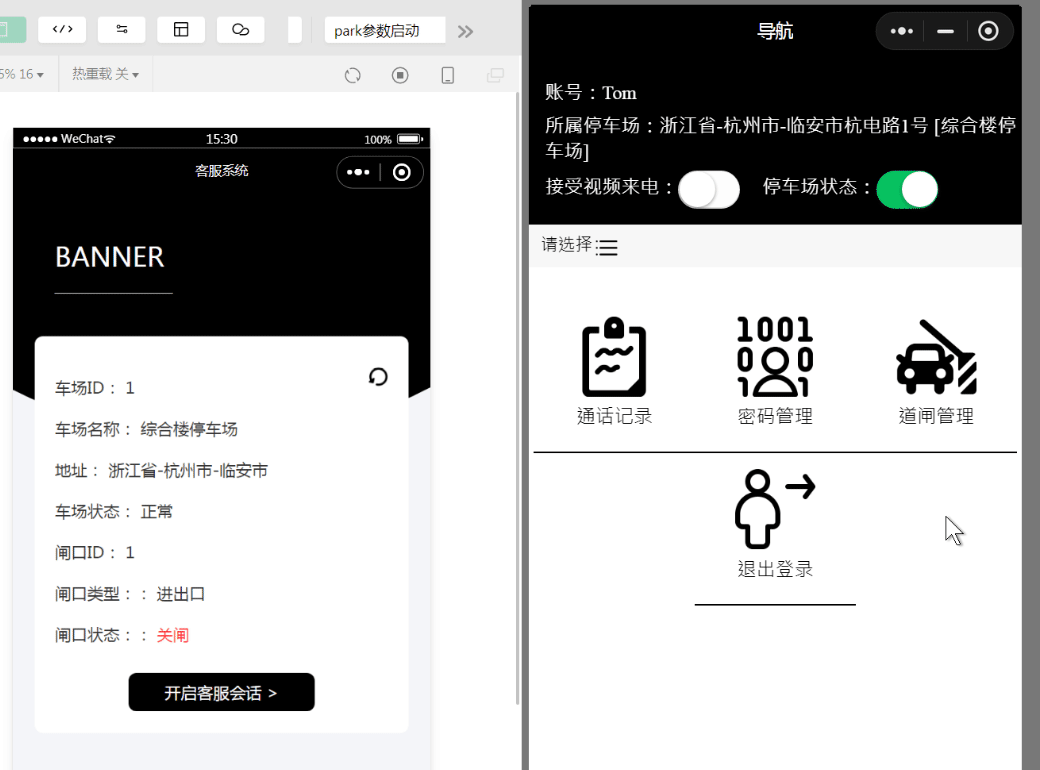 park参数启动
5% 16
热重载 关
WeChat
15:30
100%
客服系统
BANNER
车场ID： 1
车场名称： 综合楼停车场
地址： 浙江省-杭州市-临安市
车场状态： 正常
闸口ID： 1
闸口类型：： 进出口
闸口状态：： 关闸
开启客服会话 >
导航
账号：Tom
所属停车场：浙江省-杭州市-临安市杭电路1号 [综合楼停
车场]
接受视频来电：
停车场状态：
请选择
1001
0 0
0 1
1 1
通话记录
密码管理
道闸管理
退出登录